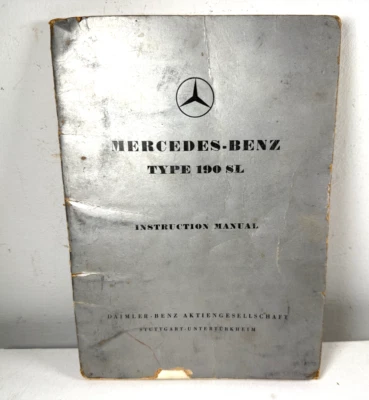 MERCEDES-BENZ
TYPE 190 SL
INSTRUCTION MANUAL
DAIMLER-BENZ AKTIENGESELLSCHAFT
STUTTGART-UNTERTÜRKHEIM